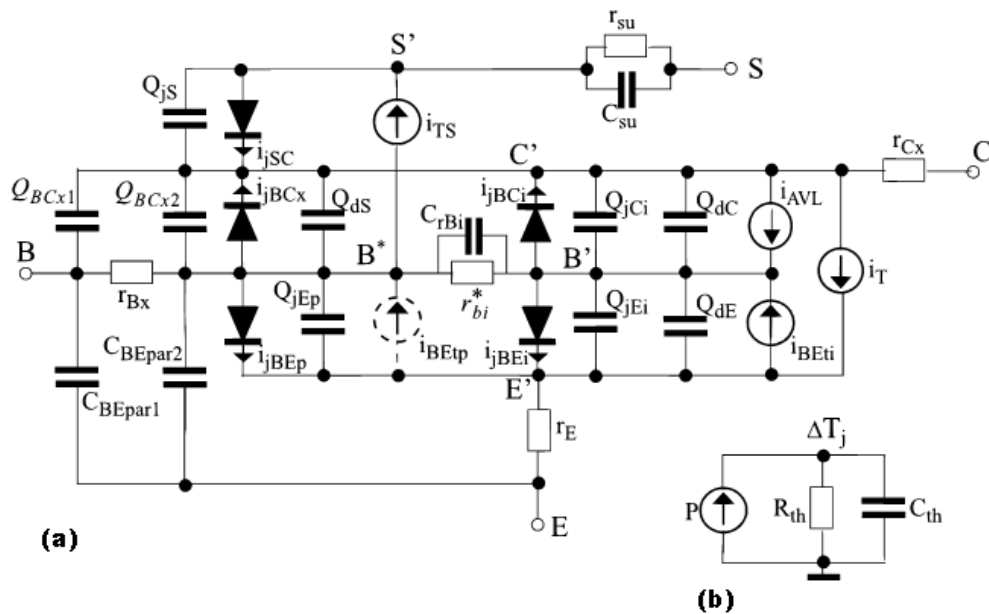 r_su
S'
S
C_su
Q_jS
i_TS
i_jSC
r_Cx
C
C'
Q_BCx1
Q_BCx2
i_jBCx
Q_dS
i_jBCi
Q_jCi
Q_dC
i_AVL
C_rBi
B
B*
B'
i_T
r_Bx
r*_bi
Q_jEp
Q_jEi
Q_dE
C_BEpar2
i_jBEp
i_BEtp
i_jBEi
i_BEti
C_BEpar1
E'
r_E
ΔT_j
P
R_th
C_th
E
(a)
(b)